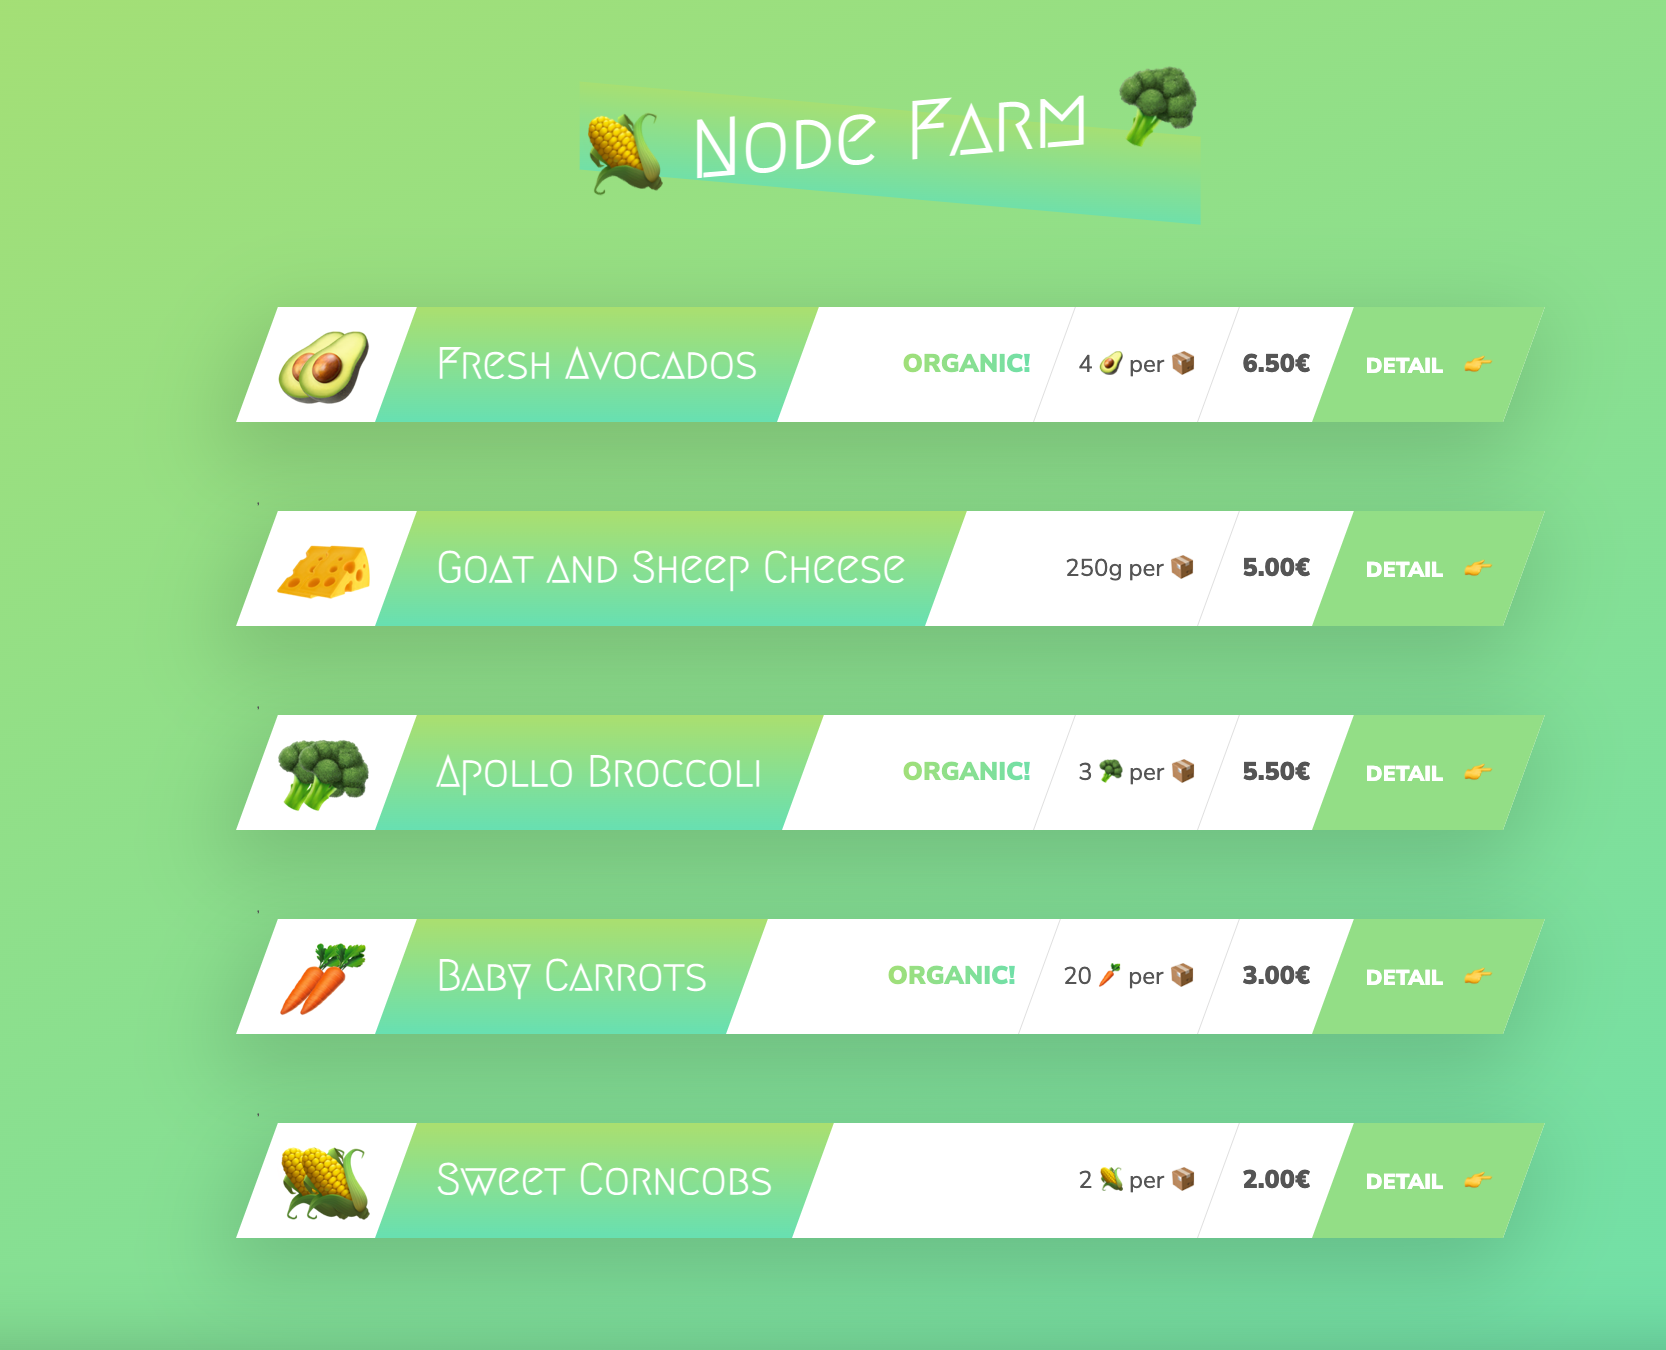 Node Farm
Fresh Avocados ORGANIC! 4 🥑 per 📦 6.50€ DETAIL 👉
Goat and Sheep Cheese 250g per 📦 5.00€ DETAIL 👉
Apollo Broccoli ORGANIC! 3 🥦 per 📦 5.50€ DETAIL 👉
Baby Carrots ORGANIC! 20 🥕 per 📦 3.00€ DETAIL 👉
Sweet Corncobs 2 🌽 per 📦 2.00€ DETAIL 👉